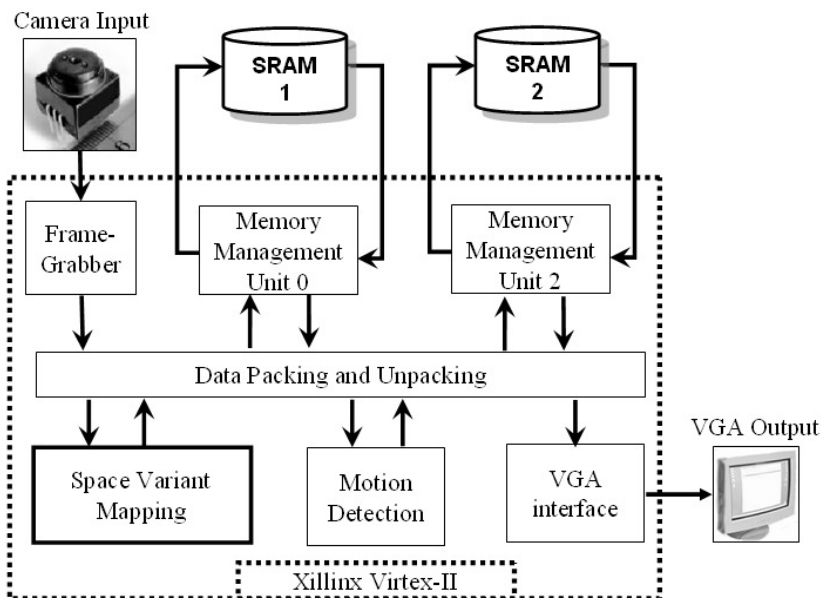 Camera Input
SRAM
1
SRAM
2
Frame-
Grabber
Memory
Management
Unit 0
Memory
Management
Unit 2
Data Packing and Unpacking
Space Variant
Mapping
Motion
Detection
VGA
interface
VGA Output
Xillinx Virtex-II